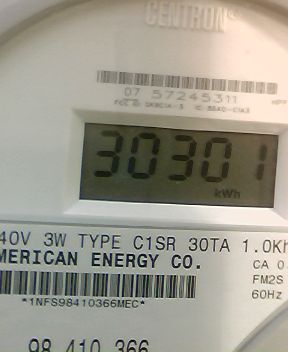 CENTRON®
07 57245311
30301
kWh
40V 3W TYPE C1SR 30TA 1.0Kh
MERICAN ENERGY CO.
CA 0.
FM2S
60Hz
*1NFS98410366MEC*
98 410 366